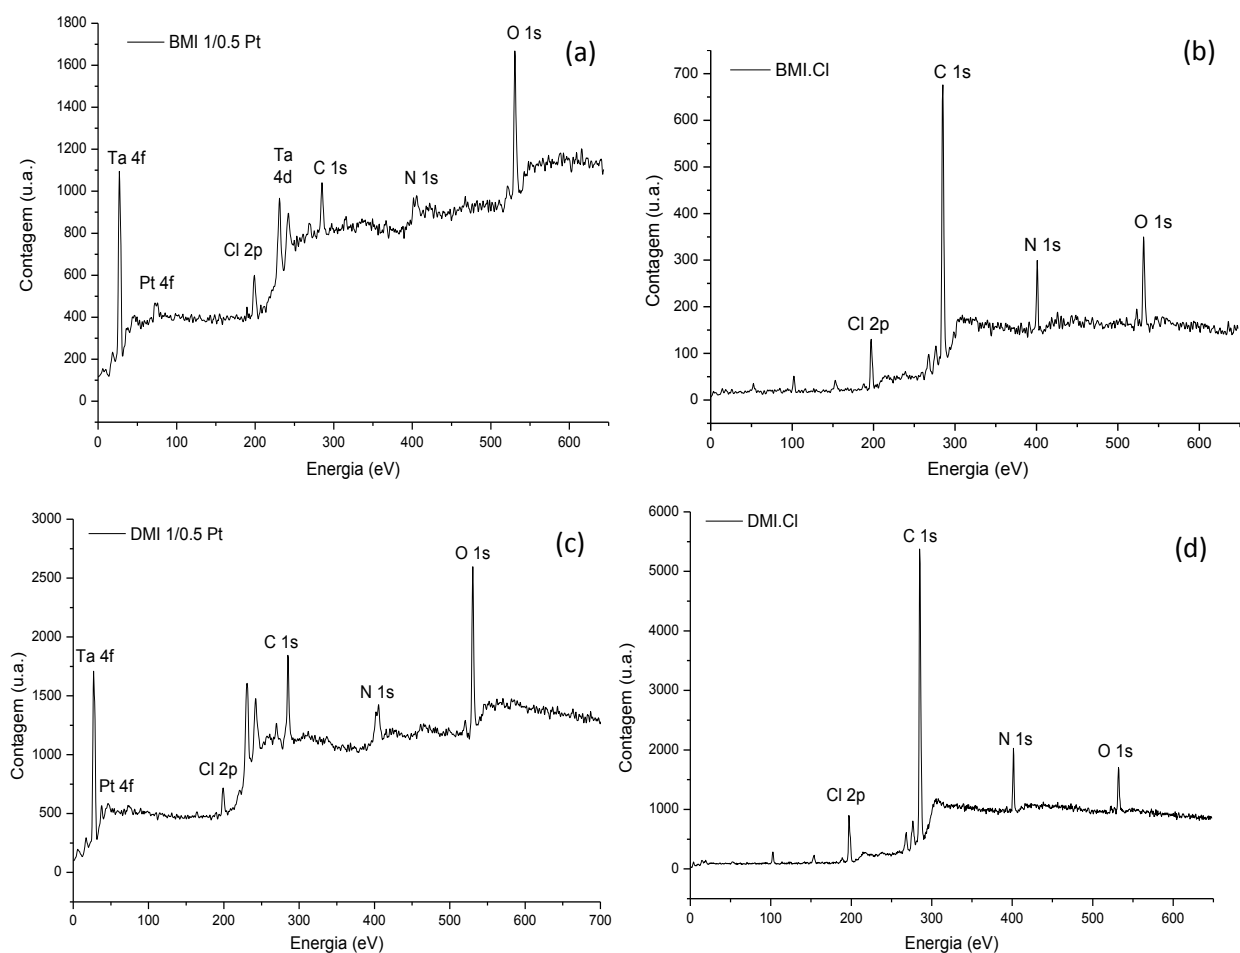 BMI 1/0.5 Pt
(a)
O 1s
Ta 4f
Ta
4d
C 1s
N 1s
Cl 2p
Pt 4f
Contagem (u.a.)
1800
1600
1400
1200
1000
800
600
400
200
0
0 100 200 300 400 500 600
Energia (eV)
BMI.Cl
(b)
C 1s
N 1s
O 1s
Cl 2p
Contagem (u.a.)
700
600
500
400
300
200
100
0
0 100 200 300 400 500 600
Energia (eV)
DMI 1/0.5 Pt
(c)
O 1s
C 1s
Ta 4f
N 1s
Cl 2p
Pt 4f
Contagem (u.a.)
3000
2500
2000
1500
1000
500
0
0 100 200 300 400 500 600 700
Energia (eV)
DMI.Cl
(d)
C 1s
N 1s
O 1s
Cl 2p
Contagem (u.a.)
6000
5000
4000
3000
2000
1000
0
0 100 200 300 400 500 600
Energia (eV)